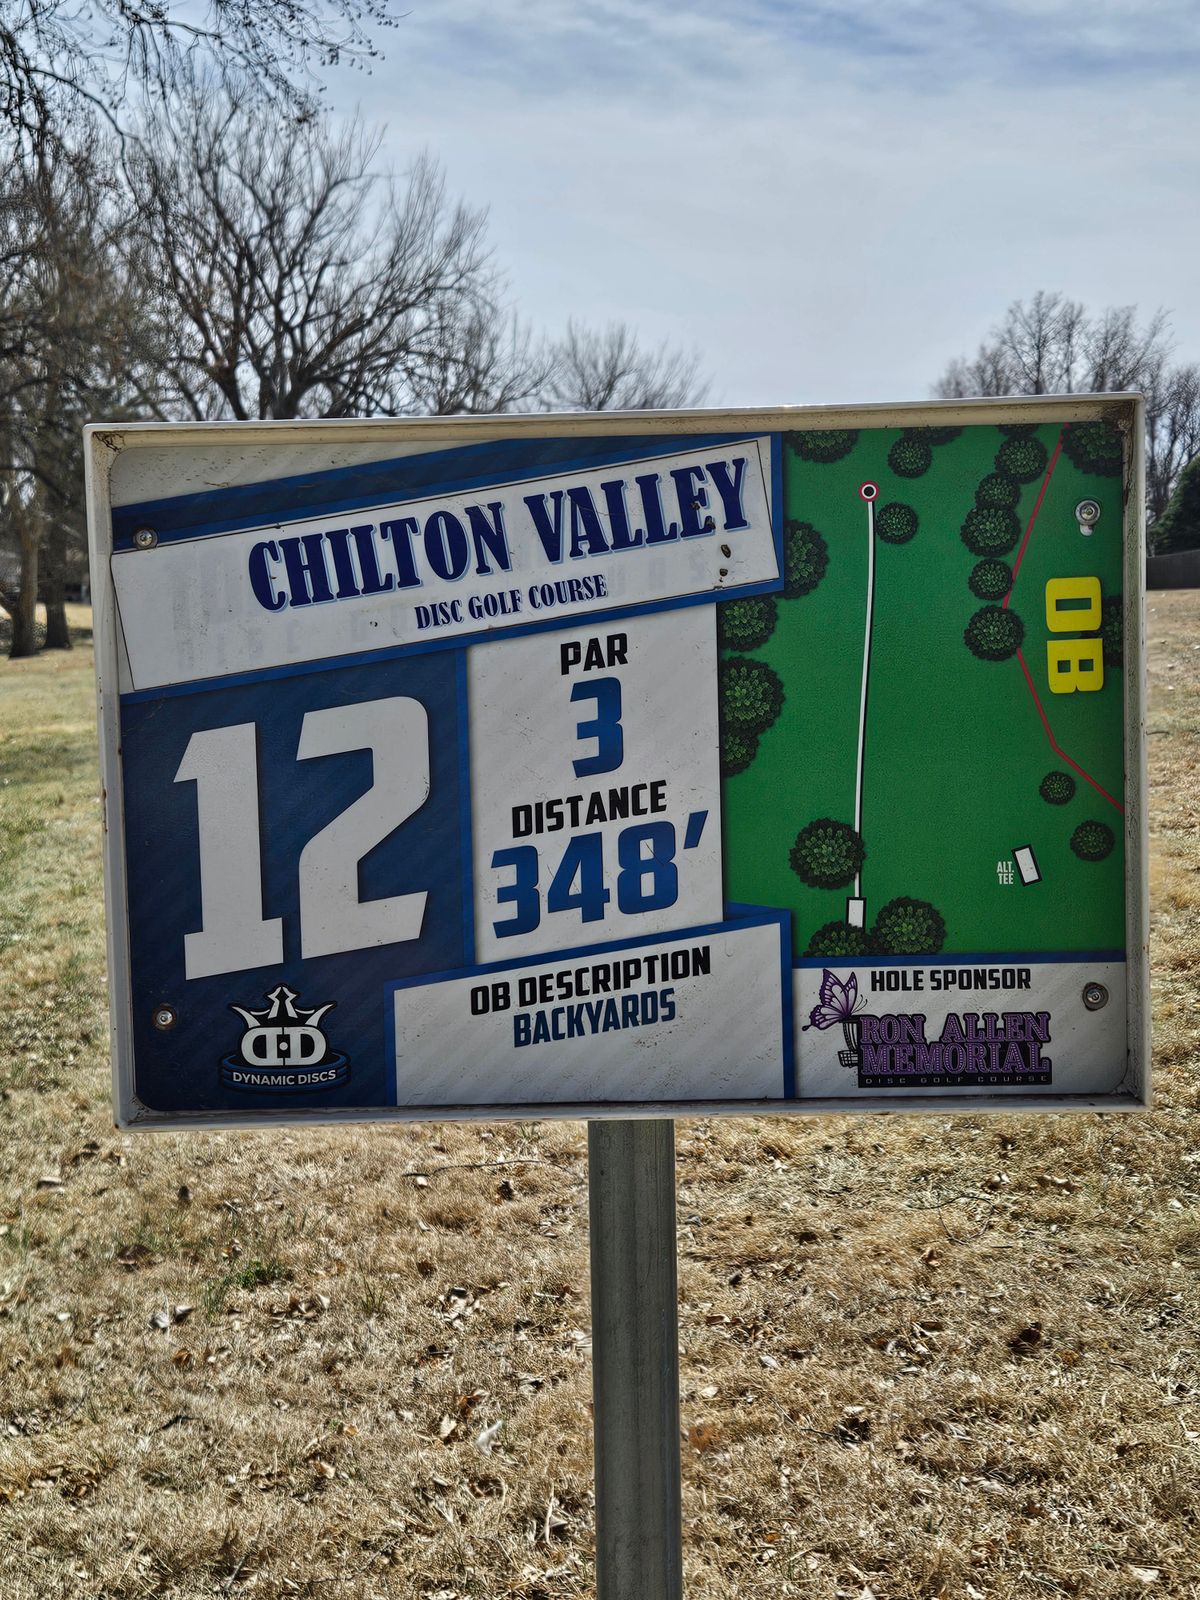 CHILTON VALLEY
DISC GOLF COURSE
12
PAR
3
DISTANCE
348'
OB DESCRIPTION
BACKYARDS
DYNAMIC DISCS
OB
ALT.
TEE
HOLE SPONSOR
RON ALLEN
MEMORIAL
DISC GOLF COURSE